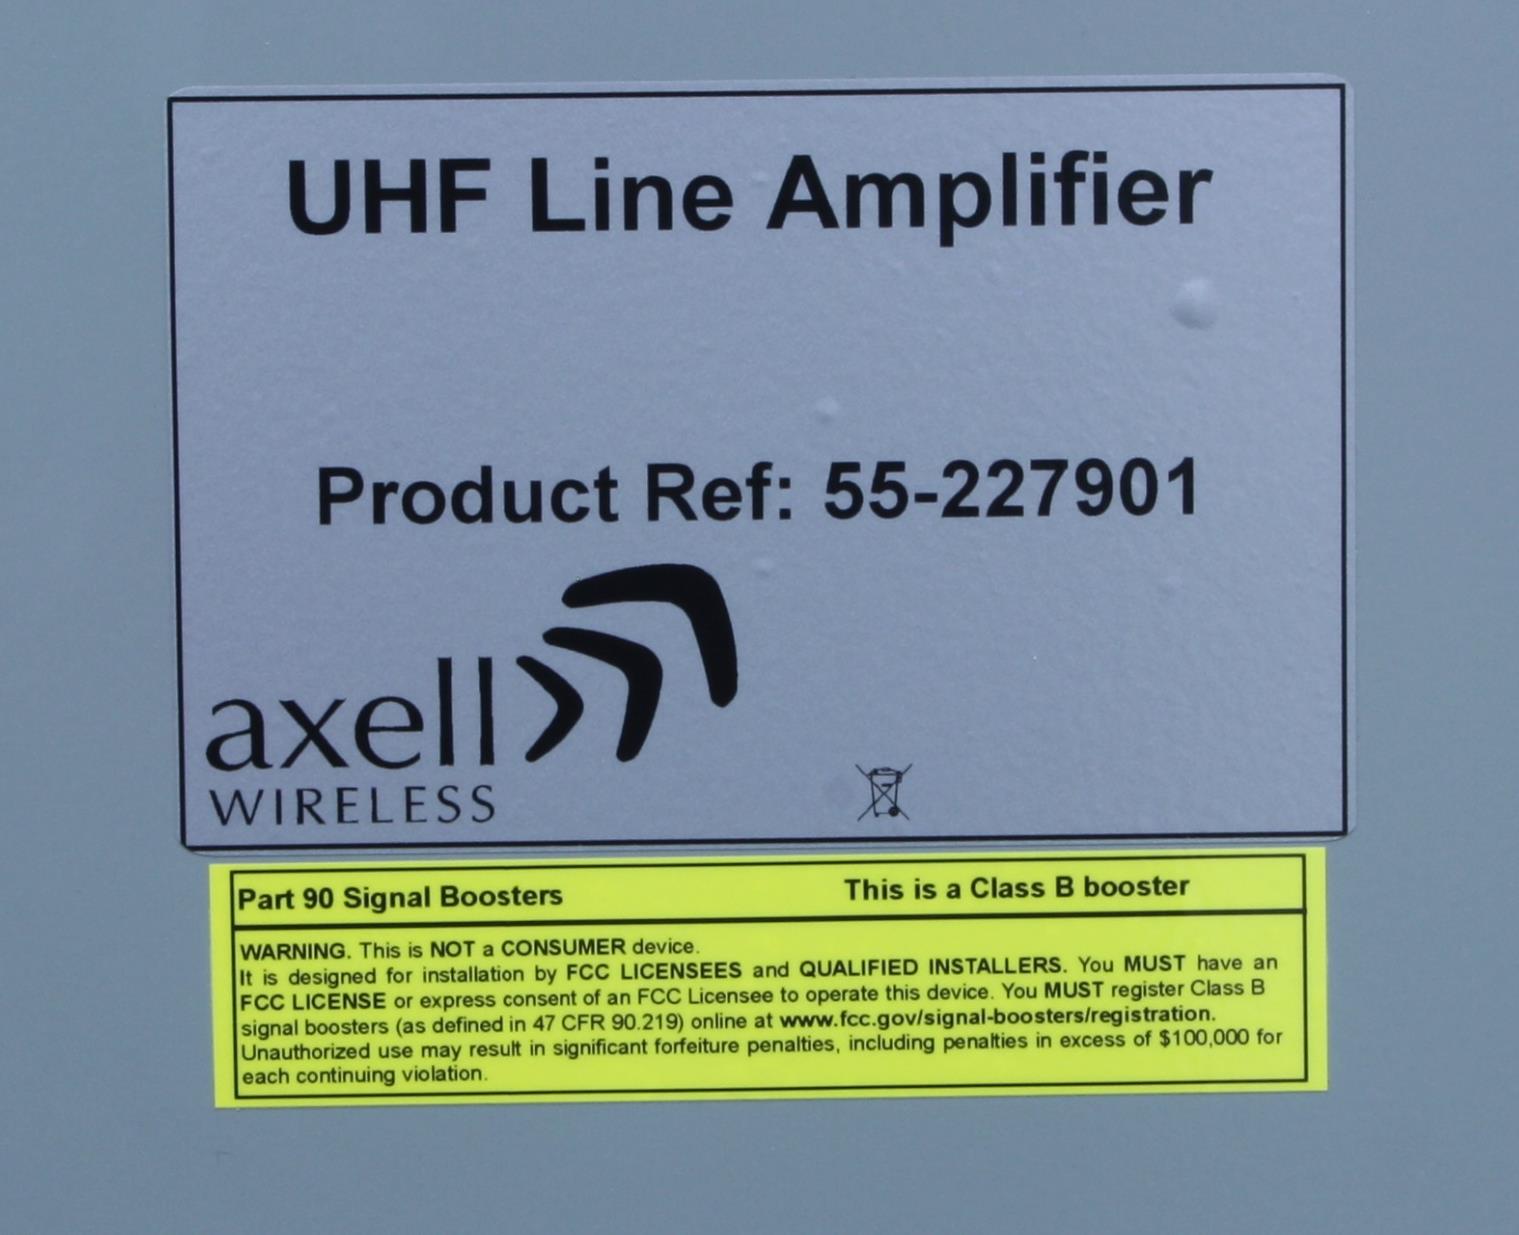 UHF Line Amplifier
Product Ref: 55-227901
axell
WIRELESS
Part 90 Signal Boosters This is a Class B booster
WARNING. This is NOT a CONSUMER device.
It is designed for installation by FCC LICENSEES and QUALIFIED INSTALLERS. You MUST have an
FCC LICENSE or express consent of an FCC Licensee to operate this device. You MUST register Class B
signal boosters (as defined in 47 CFR 90.219) online at www.fcc.gov/signal-boosters/registration.
Unauthorized use may result in significant forfeiture penalties, including penalties in excess of $100,000 for
each continuing violation.